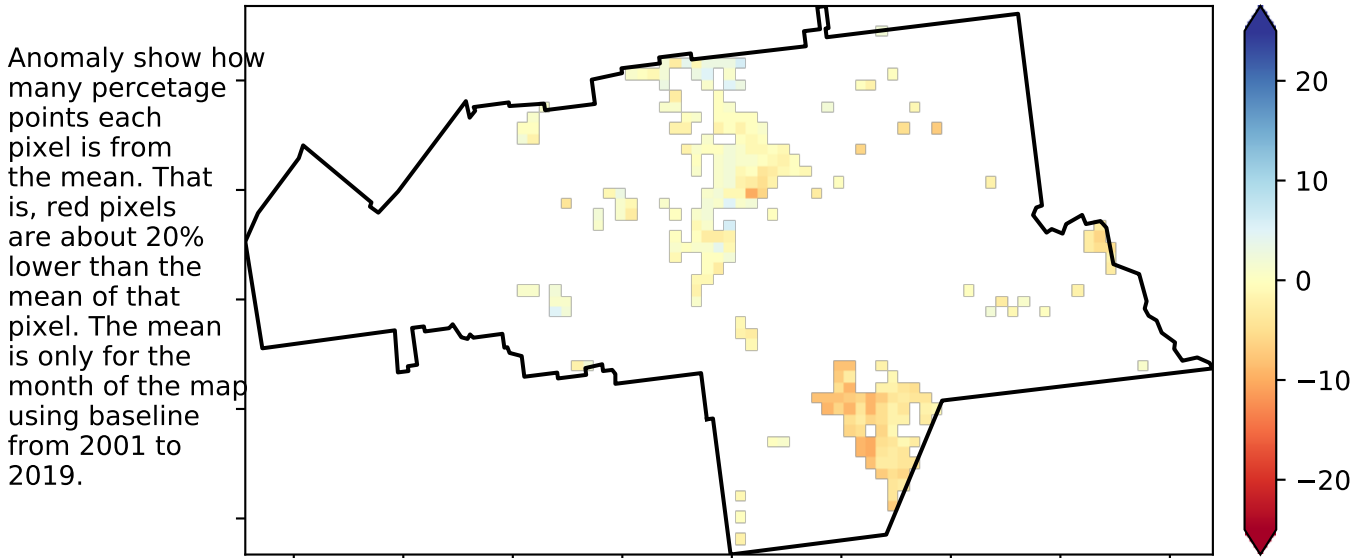 Anomaly show how
many percetage
points each
pixel is from
the mean. That
is, red pixels
are about 20%
lower than the
mean of that
pixel. The mean
is only for the
month of the map
using baseline
from 2001 to
2019.
20
10
0
−10
−20